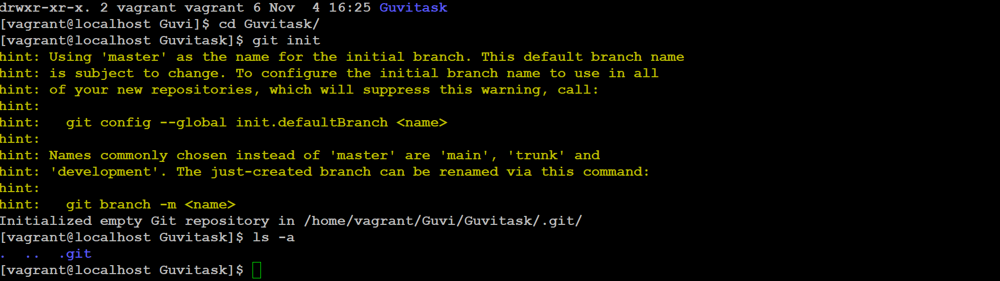 drwxr-xr-x. 2 vagrant vagrant 6 Nov  4 16:25 Guvitask
[vagrant@localhost Guvi]$ cd Guvitask/
[vagrant@localhost Guvitask]$ git init
hint: Using 'master' as the name for the initial branch. This default branch name
hint: is subject to change. To configure the initial branch name to use in all
hint: of your new repositories, which will suppress this warning, call:
hint:
hint:   git config --global init.defaultBranch <name>
hint:
hint: Names commonly chosen instead of 'master' are 'main', 'trunk' and
hint: 'development'. The just-created branch can be renamed via this command:
hint:
hint:   git branch -m <name>
Initialized empty Git repository in /home/vagrant/Guvi/Guvitask/.git/
[vagrant@localhost Guvitask]$ ls -a
.  ..  .git
[vagrant@localhost Guvitask]$